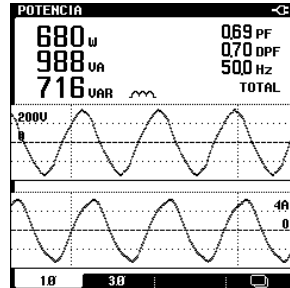 POTENCIA
680 W 0,69 PF
988 VA 0,70 DPF
716 VAR 50,0 Hz
TOTAL
200V
0
4A
0
1Ø 3Ø